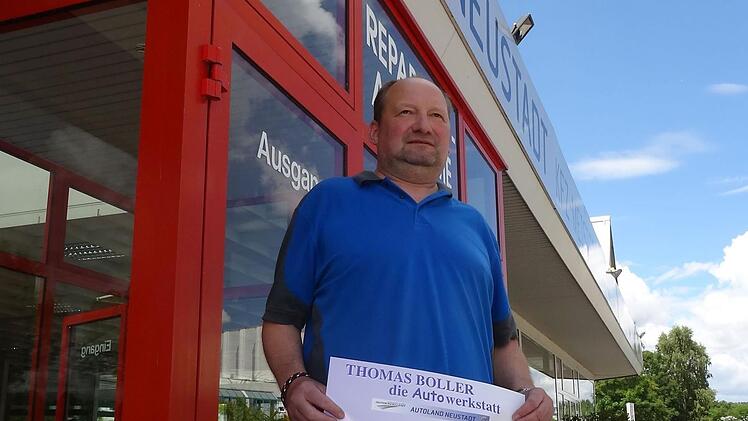 NEUSTADT
REPAR
Ausgan
Eingang
THOMAS BOLLER
die Autowerkstatt
AUTOLAND NEUSTADT